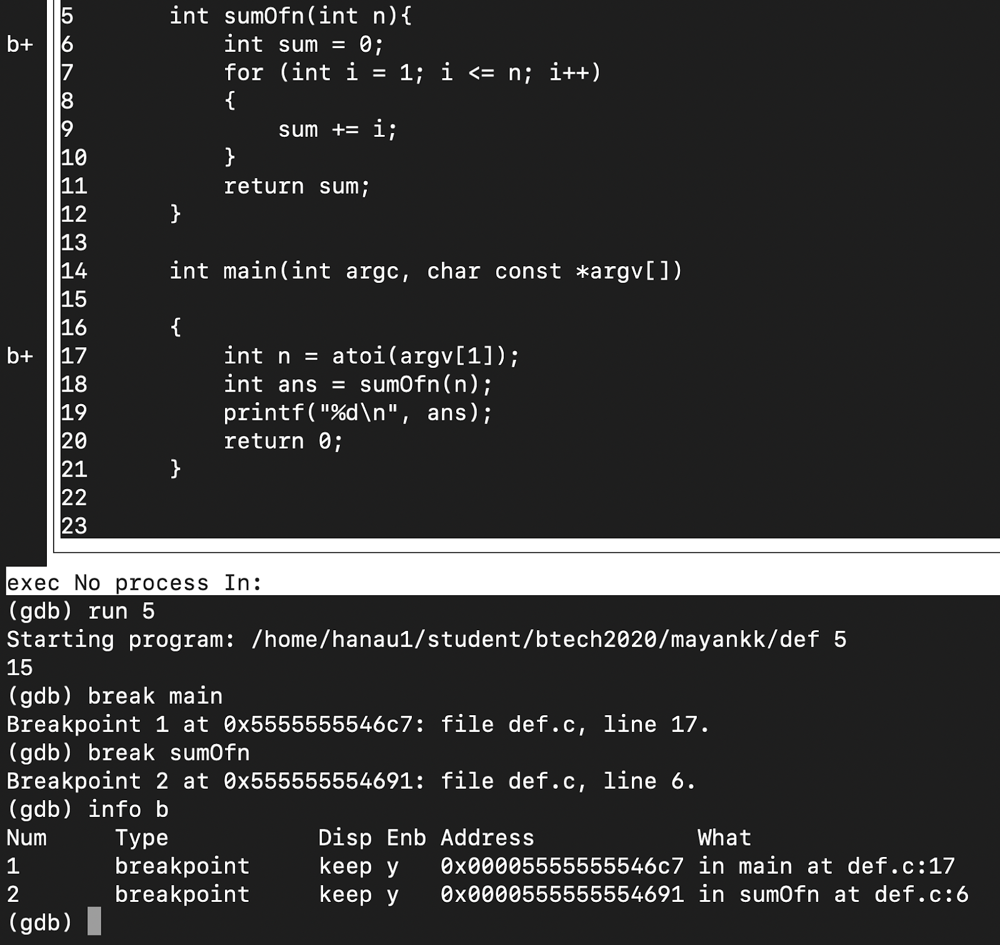 5       int sumOfn(int n){
b+  6           int sum = 0;
7           for (int i = 1; i <= n; i++)
8           {
9               sum += i;
10          }
11          return sum;
12      }
13
14      int main(int argc, char const *argv[])
15
16      {
b+  17          int n = atoi(argv[1]);
18          int ans = sumOfn(n);
19          printf("%d\n", ans);
20          return 0;
21      }
22
23
exec No process In:
(gdb) run 5
Starting program: /home/hanau1/student/btech2020/mayankk/def 5
15
(gdb) break main
Breakpoint 1 at 0x5555555546c7: file def.c, line 17.
(gdb) break sumOfn
Breakpoint 2 at 0x555555554691: file def.c, line 6.
(gdb) info b
Num     Type           Disp Enb Address            What
1       breakpoint     keep y   0x00005555555546c7 in main at def.c:17
2       breakpoint     keep y   0x0000555555554691 in sumOfn at def.c:6
(gdb)